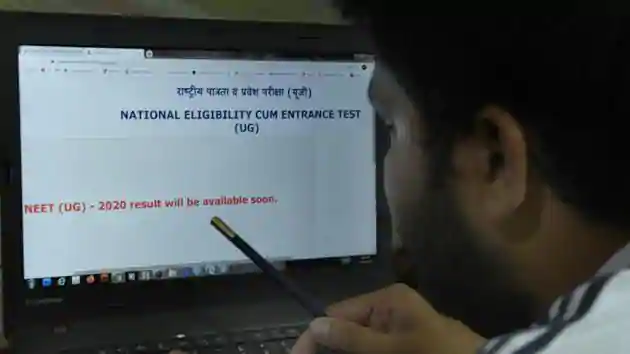 राष्ट्रीय पात्रता व प्रवेश परीक्षा (यूजी)
NATIONAL ELIGIBILITY CUM ENTRANCE TEST
(UG)
NEET (UG) - 2020 result will be available soon.